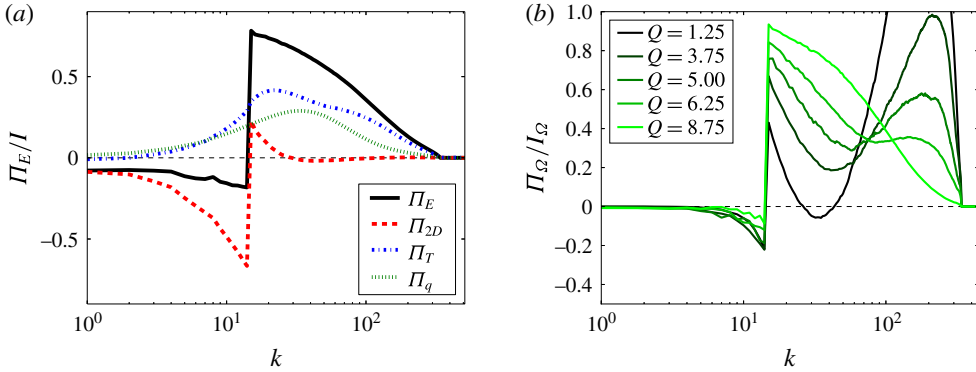 (a)
0.5
0
−0.5
Π_E/I
Π_E
Π_2D
Π_T
Π_q
10^0
10^1
10^2
k
(b)
1.0
0.8
0.6
0.4
0.2
0
−0.2
−0.4
Π_Ω/I_Ω
Q = 1.25
Q = 3.75
Q = 5.00
Q = 6.25
Q = 8.75
10^0
10^1
10^2
k